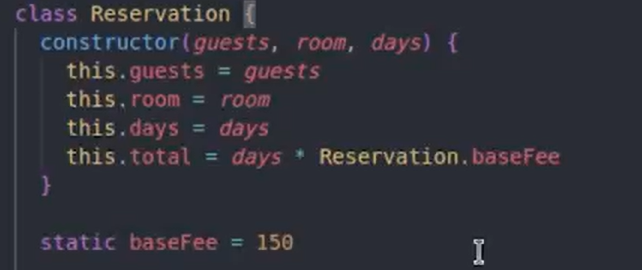 class Reservation {
constructor(guests, room, days) {
this.guests = guests
this.room = room
this.days = days
this.total = days * Reservation.baseFee
}
static baseFee = 150